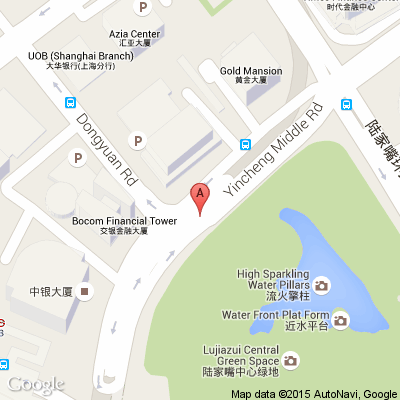 时代金融中心
Azia Center
汇亚大厦
UOB (Shanghai Branch)
大华银行(上海分行)
Gold Mansion
黄金大厦
P
P
P
Dongyuan Rd
Yincheng Middle Rd
陆家嘴环
A
Bocom Financial Tower
交银金融大厦
中银大厦
High Sparkling
Water Pillars
流火擎柱
Water Front Plat Form
近水平台
Lujiazui Central
Green Space
陆家嘴中心绿地
Google
Map data ©2015 AutoNavi, Google